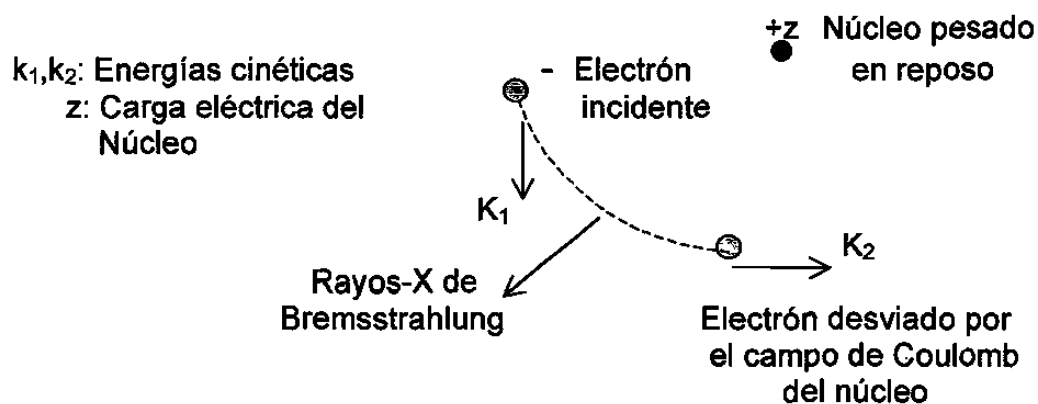 +z Núcleo pesado
en reposo
k₁,k₂: Energías cinéticas
z: Carga eléctrica del
Núcleo
- Electrón
incidente
K₁
K₂
Rayos-X de
Bremsstrahlung
Electrón desviado por
el campo de Coulomb
del núcleo